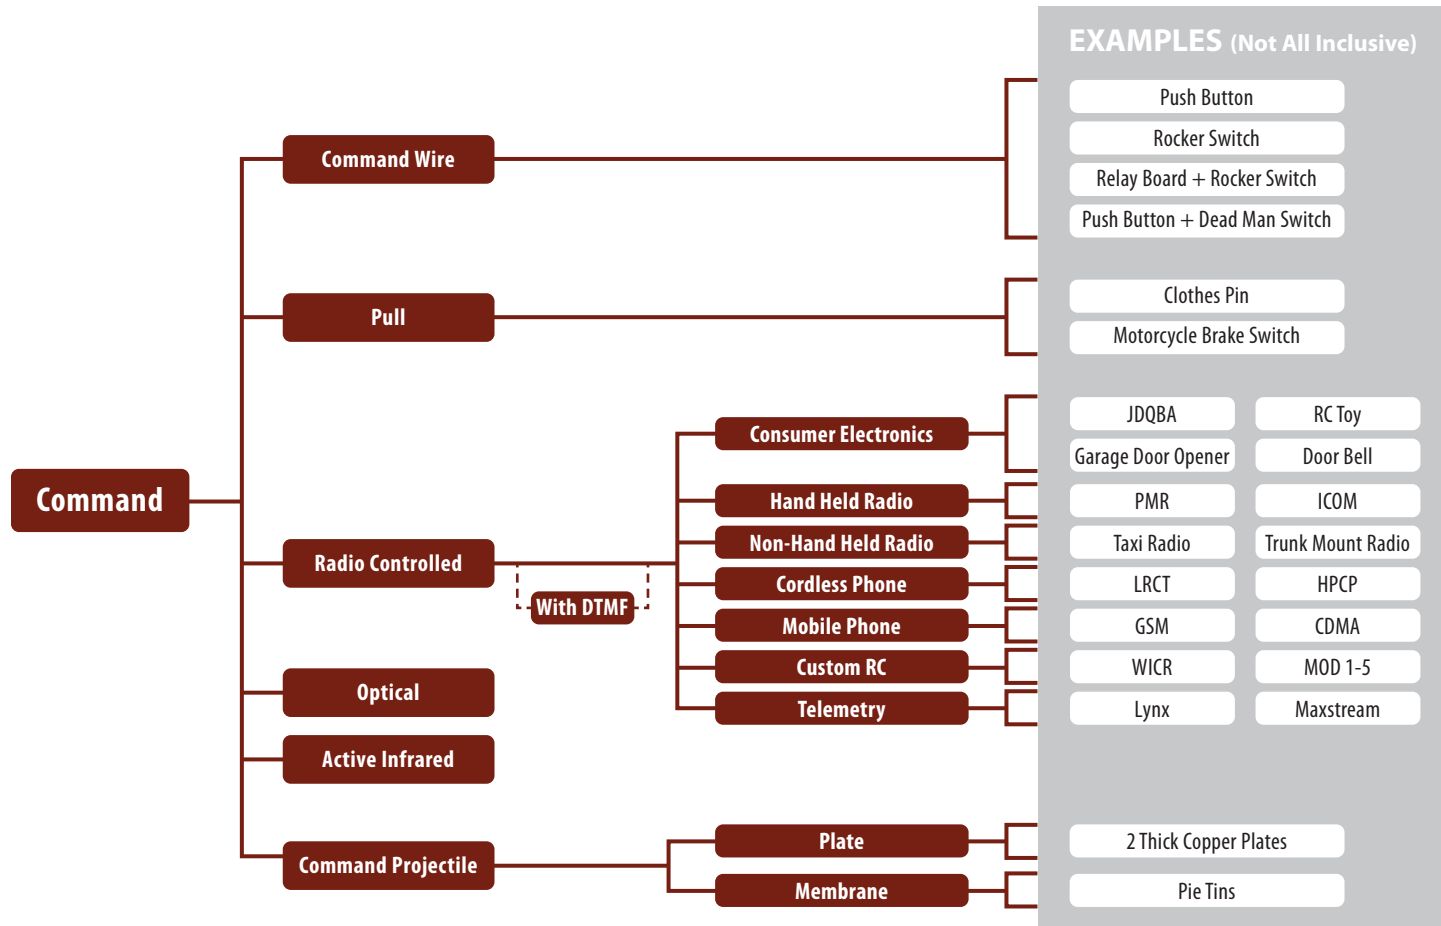 EXAMPLES (Not All Inclusive)
Push Button
Rocker Switch
Command Wire
Relay Board + Rocker Switch
Push Button + Dead Man Switch
Clothes Pin
Pull
Motorcycle Brake Switch
Consumer Electronics
JDQBA
RC Toy
Garage Door Opener
Door Bell
Command
Hand Held Radio
PMR
ICOM
Radio Controlled
Non-Hand Held Radio
Taxi Radio
Trunk Mount Radio
With DTMF
Cordless Phone
LRCT
HPCP
Mobile Phone
GSM
CDMA
Custom RC
WICR
MOD 1-5
Optical
Telemetry
Lynx
Maxstream
Active Infrared
Command Projectile
Plate
2 Thick Copper Plates
Membrane
Pie Tins